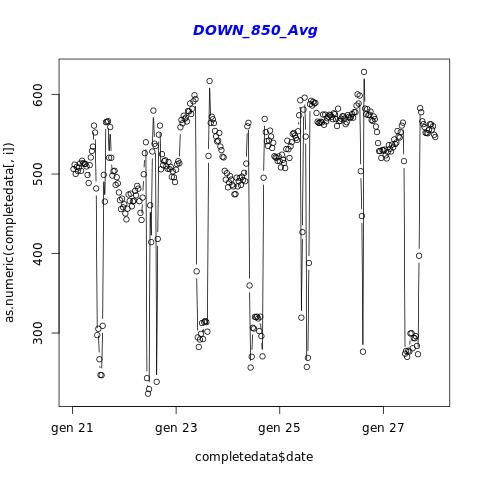 DOWN_850_Avg
as.numeric(completedata[, i])
600
500
400
300
gen 21
gen 23
gen 25
gen 27
completedata$date